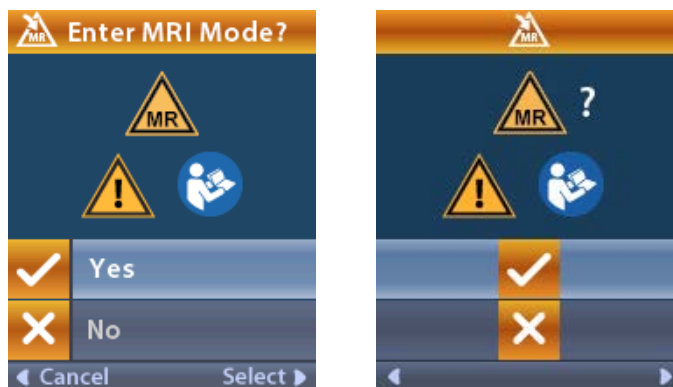 MR Enter MRI Mode?
MR
!
Yes
No
Cancel Select
MR
MR ?
!